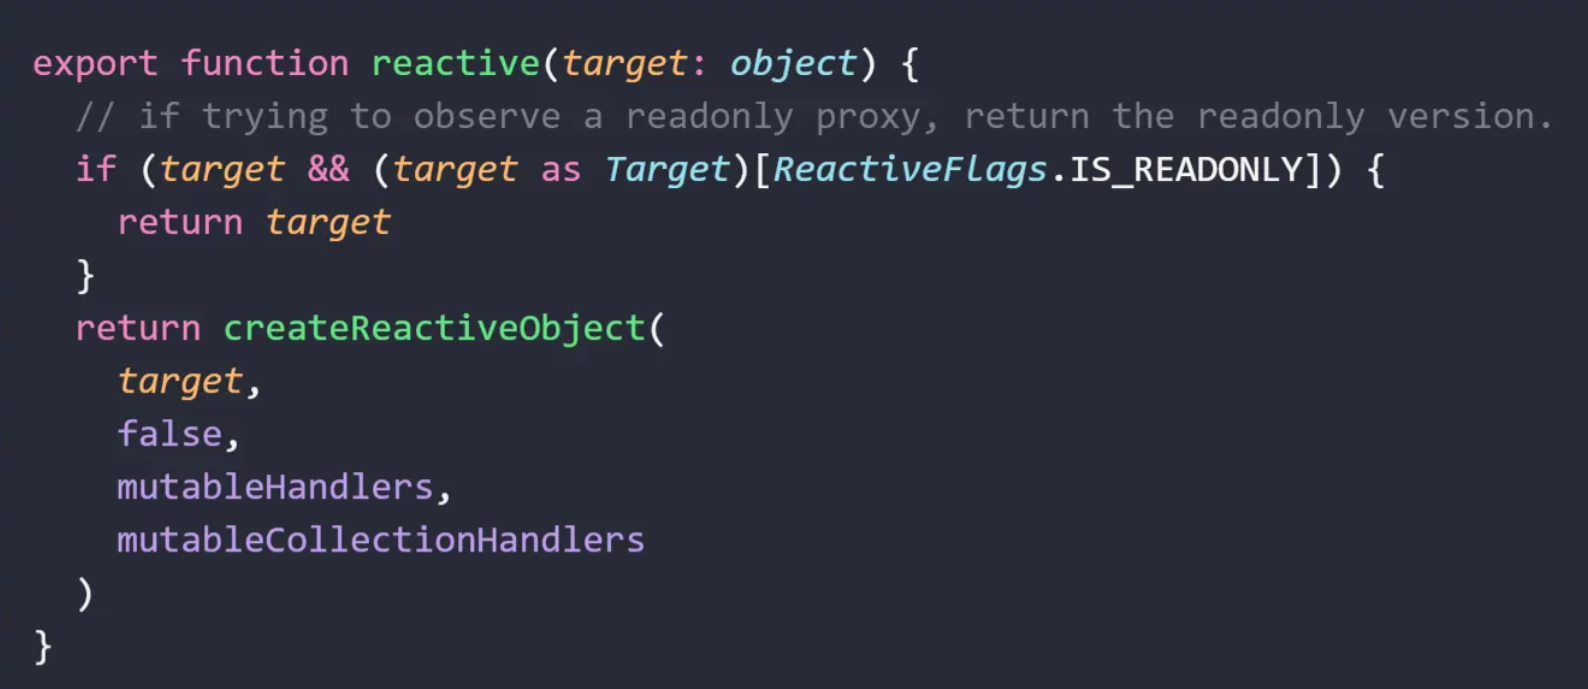 export function reactive(target: object) {
  // if trying to observe a readonly proxy, return the readonly version.
  if (target && (target as Target)[ReactiveFlags.IS_READONLY]) {
    return target
  }
  return createReactiveObject(
    target,
    false,
    mutableHandlers,
    mutableCollectionHandlers
  )
}